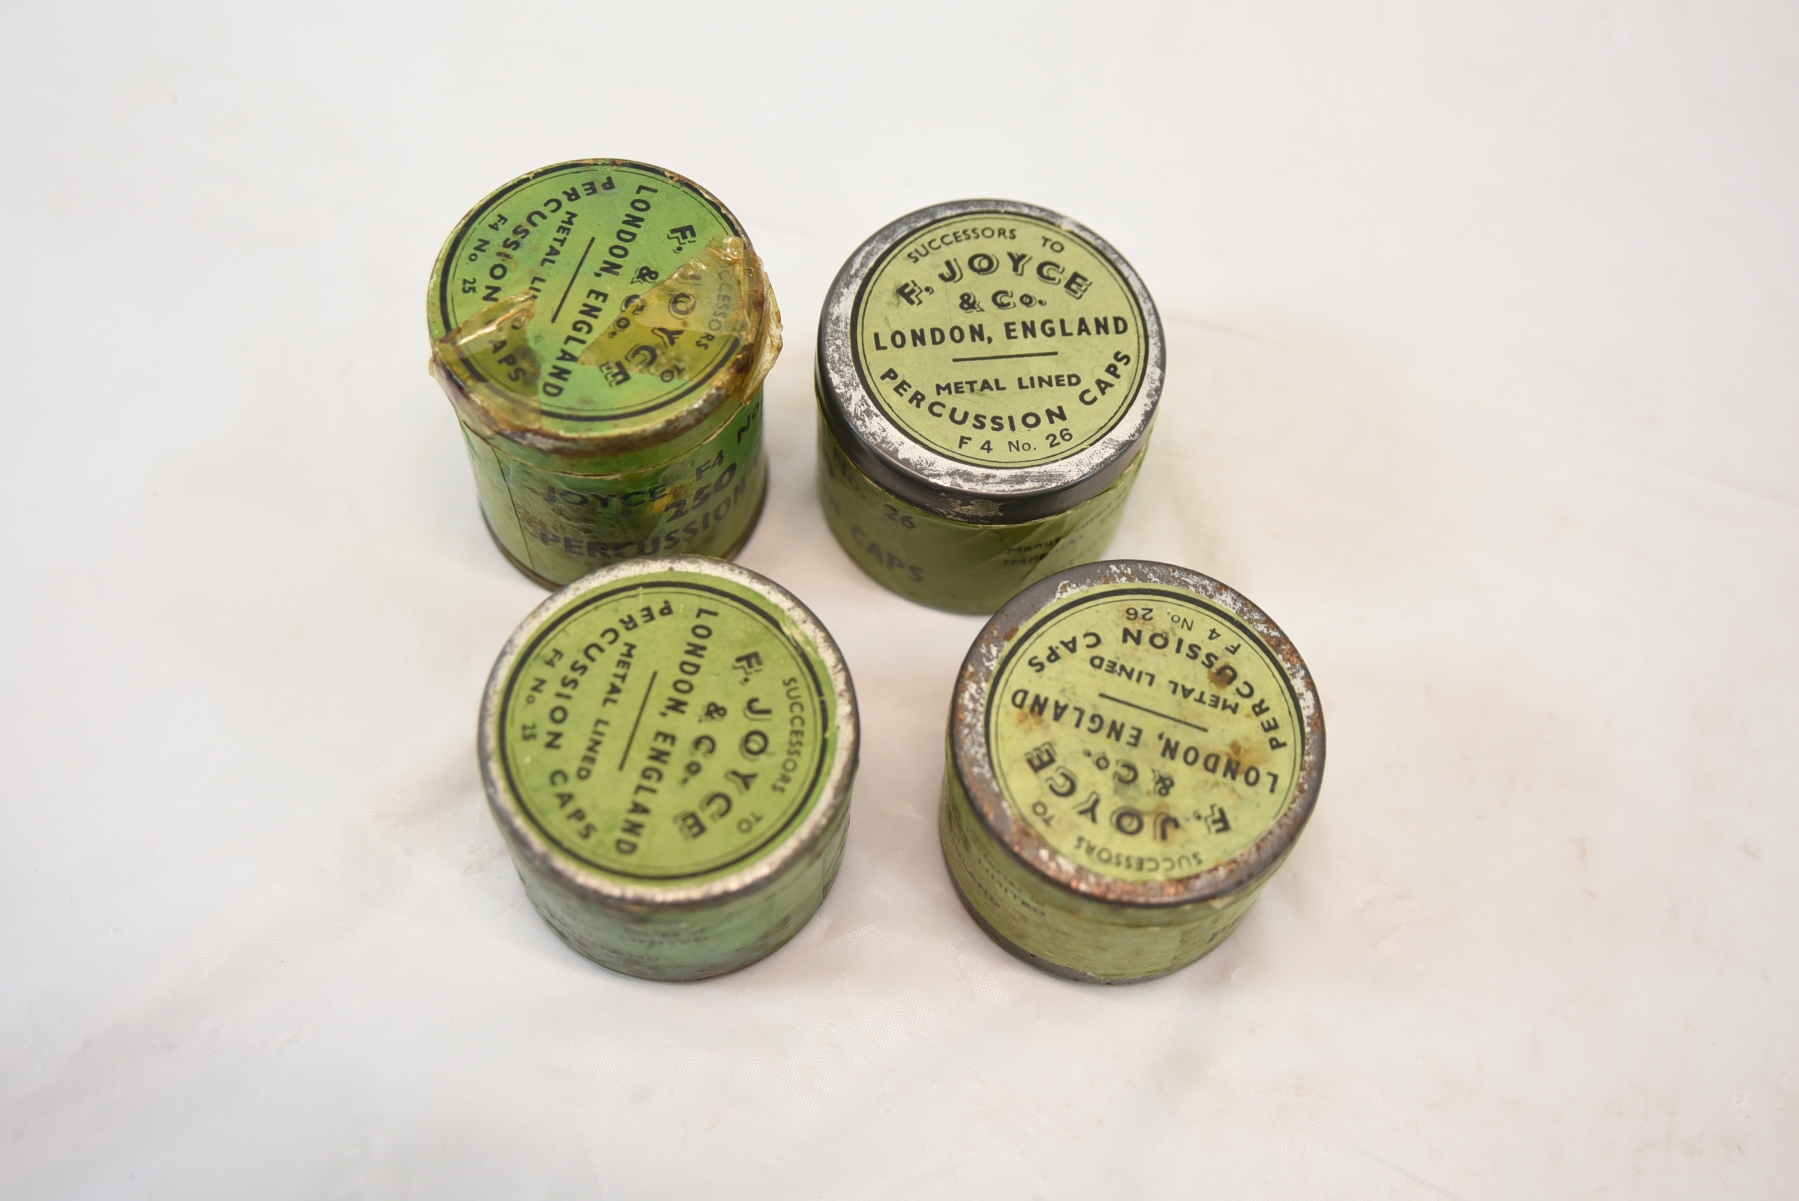 SUCCESSORS TO
F. JOYCE
& Co.
LONDON, ENGLAND
METAL LINED
PERCUSSION CAPS
F4 No. 25
JOYCE F4 No
250
PERCUSSION
SUCCESSORS TO
F. JOYCE
& Co.
LONDON, ENGLAND
METAL LINED
PERCUSSION CAPS
F 4 No. 26
26
CAPS
SUCCESSORS TO
F. JOYCE
& Co.
LONDON, ENGLAND
METAL LINED
PERCUSSION CAPS
F4 No. 25
SUCCESSORS TO
F. JOYCE
& Co.
LONDON, ENGLAND
METAL LINED
PERCUSSION CAPS
F 4 No. 26